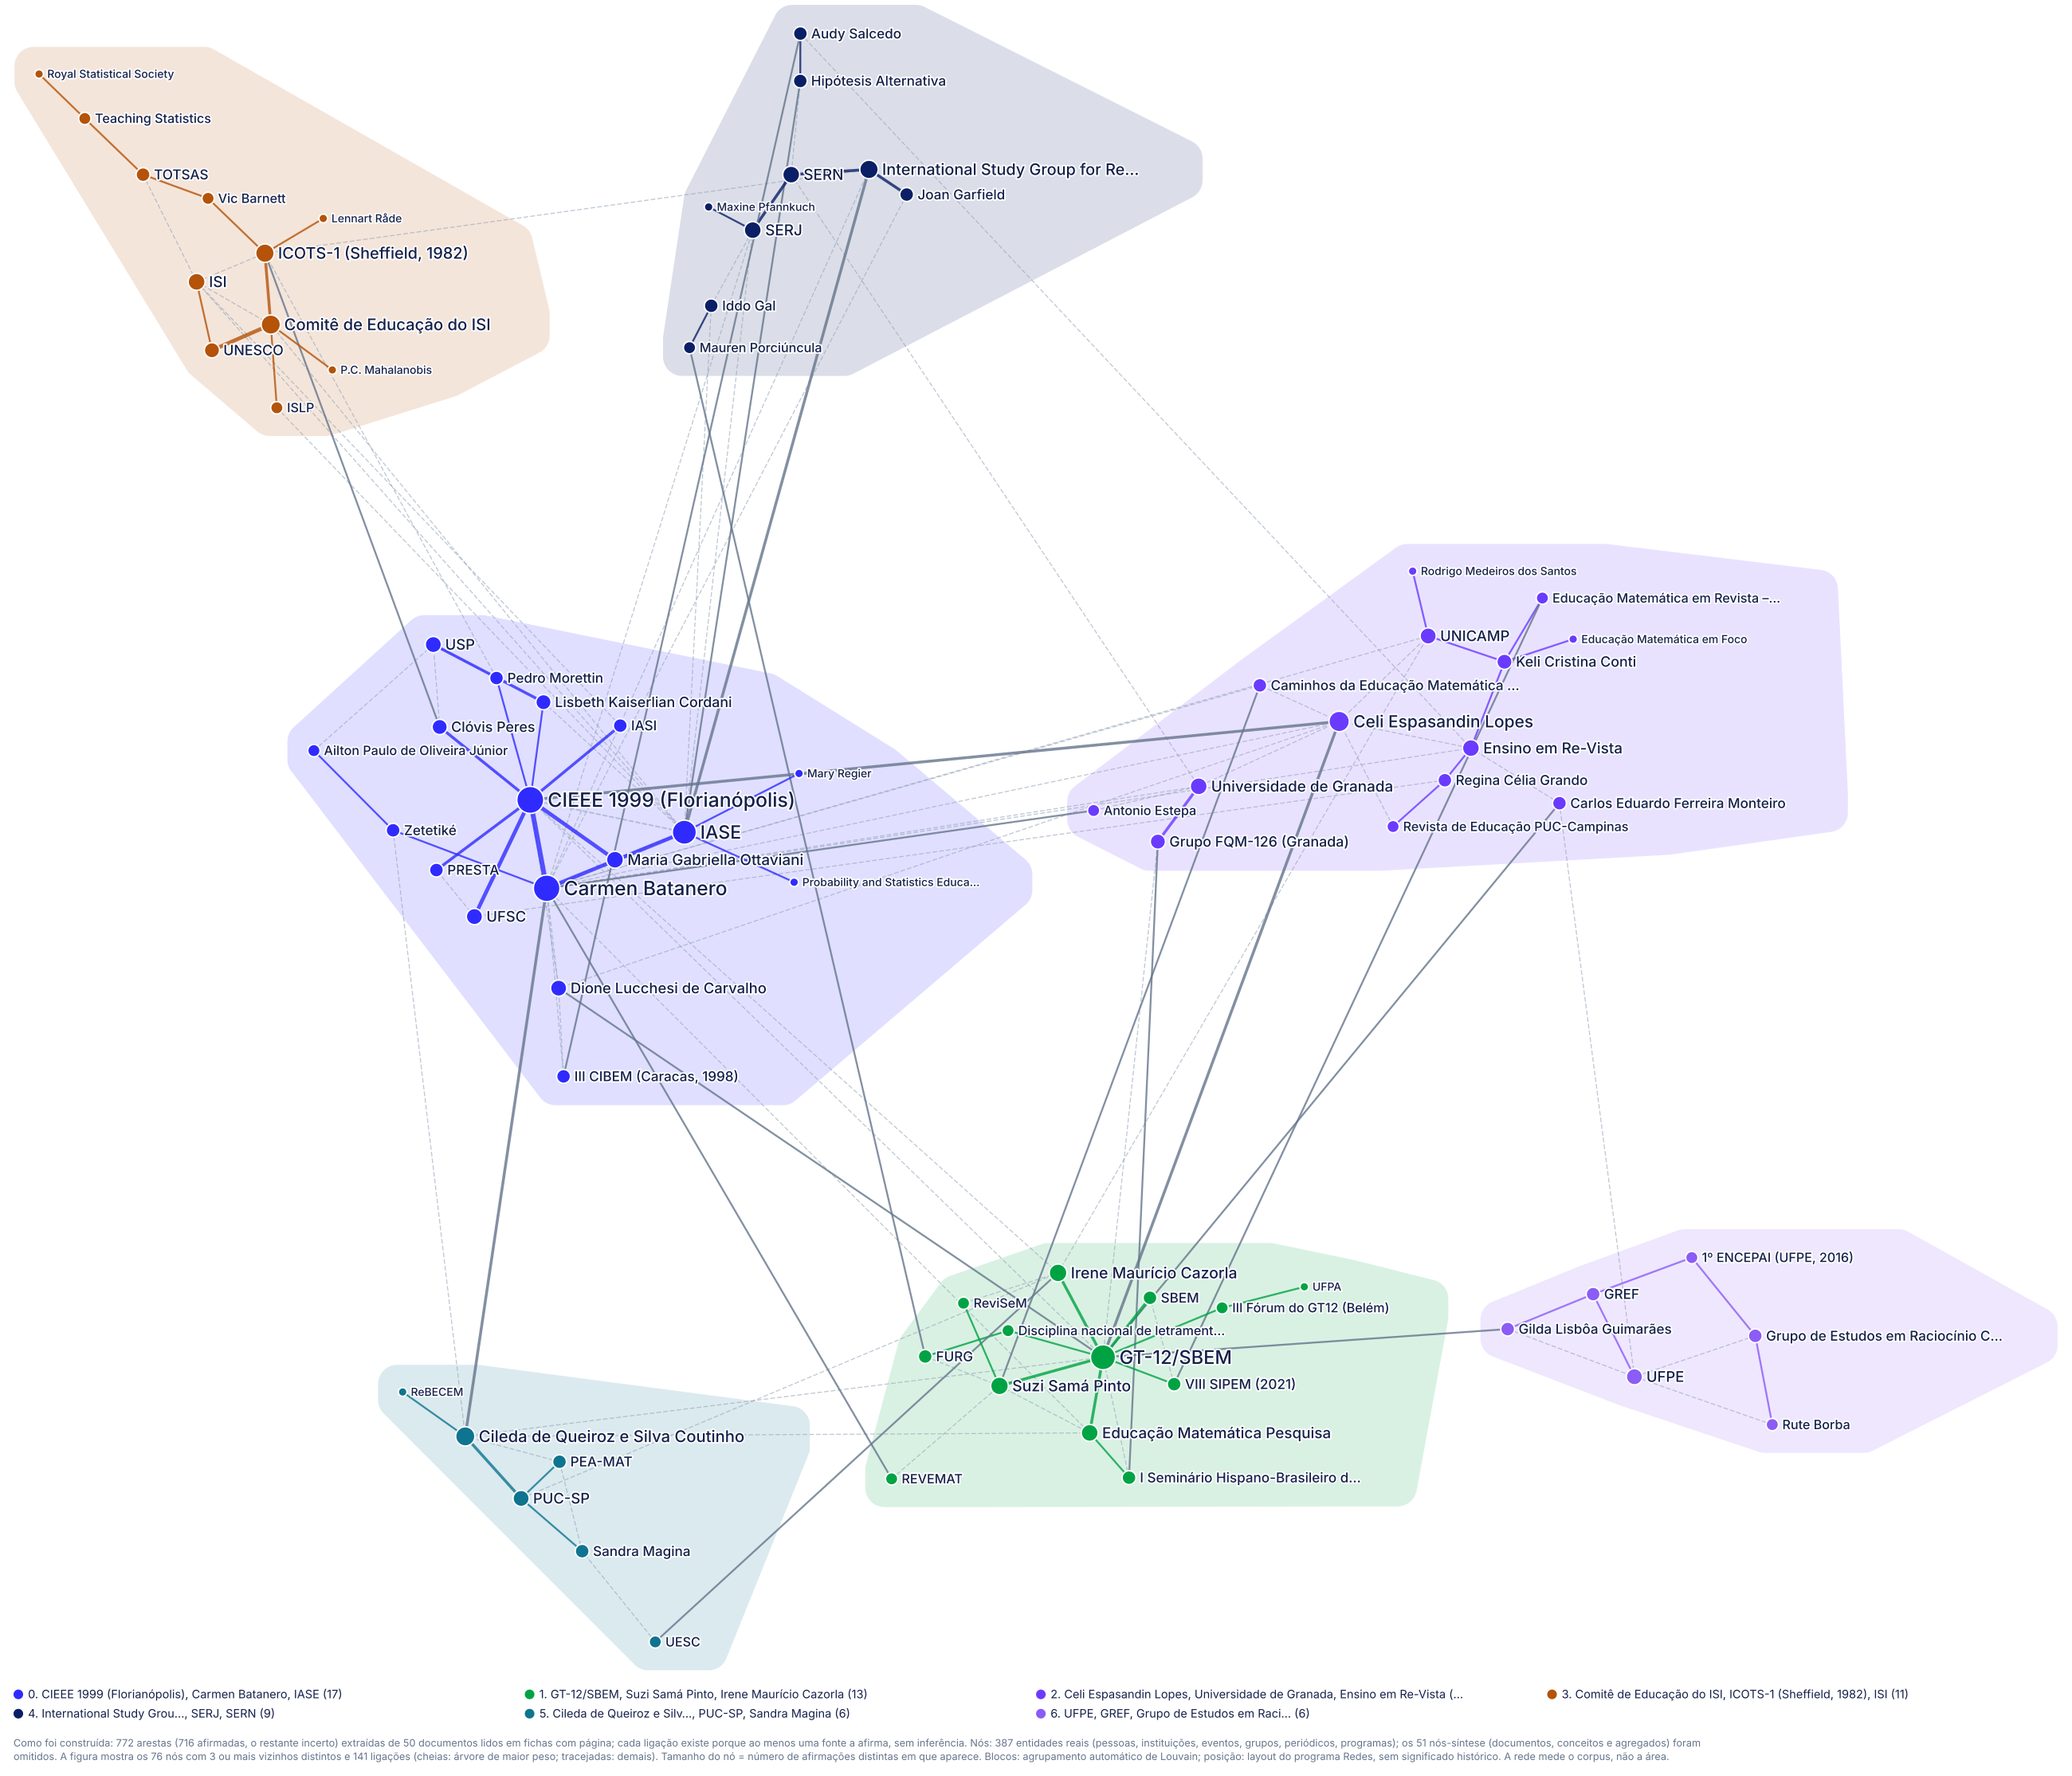 Audy Salcedo
Hipótesis Alternativa
Royal Statistical Society
Teaching Statistics
TOTSAS
Vic Barnett
Lennart Råde
ICOTS-1 (Sheffield, 1982)
ISI
Comitê de Educação do ISI
UNESCO
P.C. Mahalanobis
ISLP
SERN
International Study Group for Re...
Joan Garfield
Maxine Pfannkuch
SERJ
Iddo Gal
Mauren Porciúncula
USP
Pedro Morettin
Lisbeth Kaiserlian Cordani
Clóvis Peres
IASI
Ailton Paulo de Oliveira Júnior
Mary Regier
CIEEE 1999 (Florianópolis)
IASE
Zetetiké
Maria Gabriella Ottaviani
PRESTA
Carmen Batanero
Probability and Statistics Educa...
UFSC
Dione Lucchesi de Carvalho
III CIBEM (Caracas, 1998)
Rodrigo Medeiros dos Santos
Educação Matemática em Revista –...
UNICAMP
Educação Matemática em Foco
Keli Cristina Conti
Caminhos da Educação Matemática ...
Celi Espasandin Lopes
Ensino em Re-Vista
Regina Célia Grando
Universidade de Granada
Carlos Eduardo Ferreira Monteiro
Antonio Estepa
Revista de Educação PUC-Campinas
Grupo FQM-126 (Granada)
Irene Maurício Cazorla
UFPA
ReviSeM
SBEM
III Fórum do GT12 (Belém)
Disciplina nacional de letrament...
FURG
GT-12/SBEM
Suzi Samá Pinto
VIII SIPEM (2021)
Educação Matemática Pesquisa
REVEMAT
I Seminário Hispano-Brasileiro d...
1º ENCEPAI (UFPE, 2016)
GREF
Gilda Lisbôa Guimarães
Grupo de Estudos em Raciocínio C...
UFPE
Rute Borba
ReBECEM
Cileda de Queiroz e Silva Coutinho
PEA-MAT
PUC-SP
Sandra Magina
UESC
0. CIEEE 1999 (Florianópolis), Carmen Batanero, IASE (17)
1. GT-12/SBEM, Suzi Samá Pinto, Irene Maurício Cazorla (13)
2. Celi Espasandin Lopes, Universidade de Granada, Ensino em Re-Vista (...
3. Comitê de Educação do ISI, ICOTS-1 (Sheffield, 1982), ISI (11)
4. International Study Grou..., SERJ, SERN (9)
5. Cileda de Queiroz e Silv..., PUC-SP, Sandra Magina (6)
6. UFPE, GREF, Grupo de Estudos em Raci... (6)
Como foi construída: 772 arestas (716 afirmadas, o restante incerto) extraídas de 50 documentos lidos em fichas com página; cada ligação existe porque ao menos uma fonte a afirma, sem inferência. Nós: 387 entidades reais (pessoas, instituições, eventos, grupos, periódicos, programas); os 51 nós-síntese (documentos, conceitos e agregados) foram
omitidos. A figura mostra os 76 nós com 3 ou mais vizinhos distintos e 141 ligações (cheias: árvore de maior peso; tracejadas: demais). Tamanho do nó = número de afirmações distintas em que aparece. Blocos: agrupamento automático de Louvain; posição: layout do programa Redes, sem significado histórico. A rede mede o corpus, não a área.